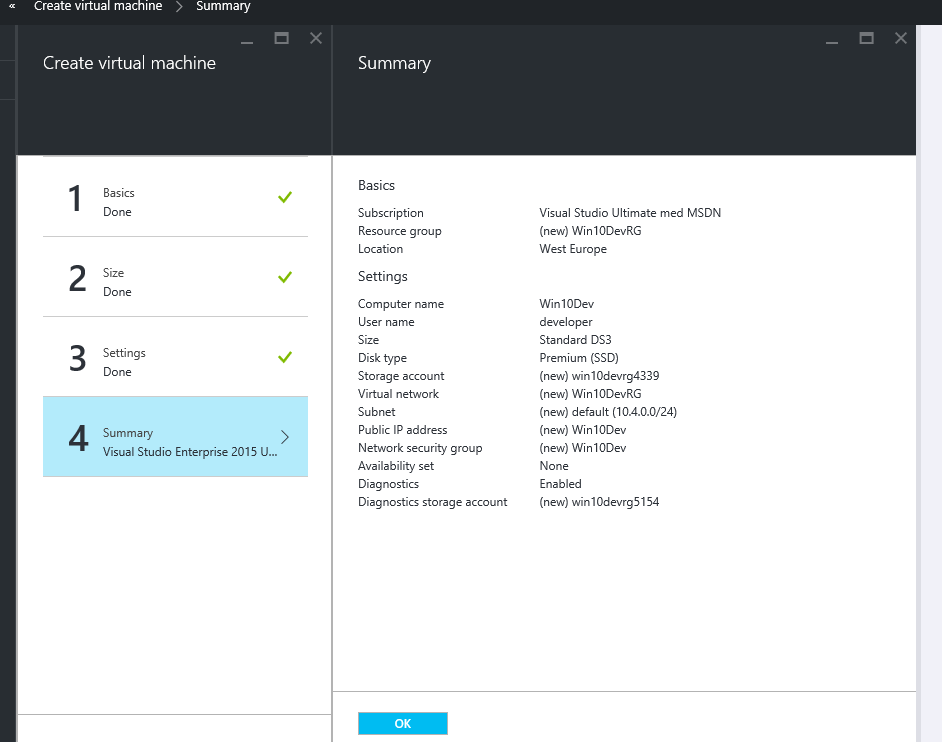 « Create virtual machine > Summary
Create virtual machine
1
Basics
Done
2
Size
Done
3
Settings
Done
4
Summary
Visual Studio Enterprise 2015 U...
Summary
Basics
Subscription Visual Studio Ultimate med MSDN
Resource group (new) Win10DevRG
Location West Europe
Settings
Computer name Win10Dev
User name developer
Size Standard DS3
Disk type Premium (SSD)
Storage account (new) win10devrg4339
Virtual network (new) Win10DevRG
Subnet (new) default (10.4.0.0/24)
Public IP address (new) Win10Dev
Network security group (new) Win10Dev
Availability set None
Diagnostics Enabled
Diagnostics storage account (new) win10devrg5154
OK